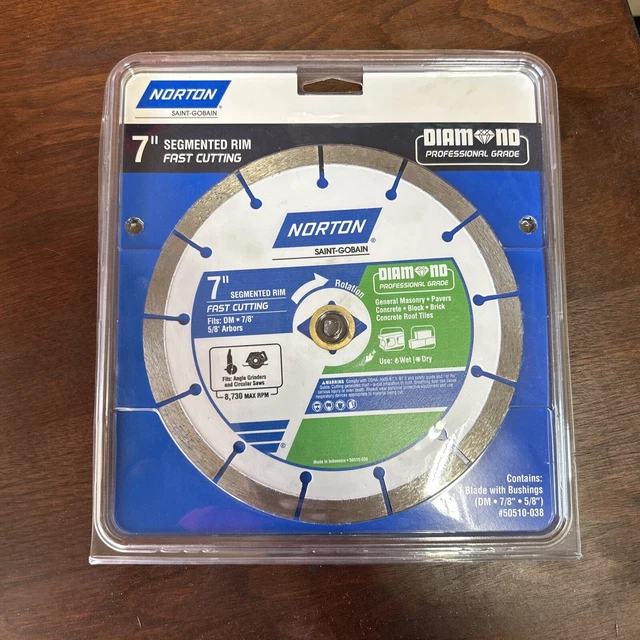 NORTON
SAINT-GOBAIN®
7" SEGMENTED RIM
FAST CUTTING
DIAMOND
PROFESSIONAL GRADE
NORTON®
SAINT-GOBAIN
7" SEGMENTED RIM
FAST CUTTING
Fits: DM • 7/8'
5/8' Arbors
Rotation
DIAMOND
PROFESSIONAL GRADE
General Masonry • Pavers
Concrete • Block • Brick
Concrete Roof Tiles
Use: Wet | Dry
Fits: Angle Grinders
and Circular Saws
8,730 MAX RPM
WARNING
®
Made in Indonesia • 50510-038
Contains:
1 Blade with Bushings
(DM • 7/8" • 5/8")
#50510-038